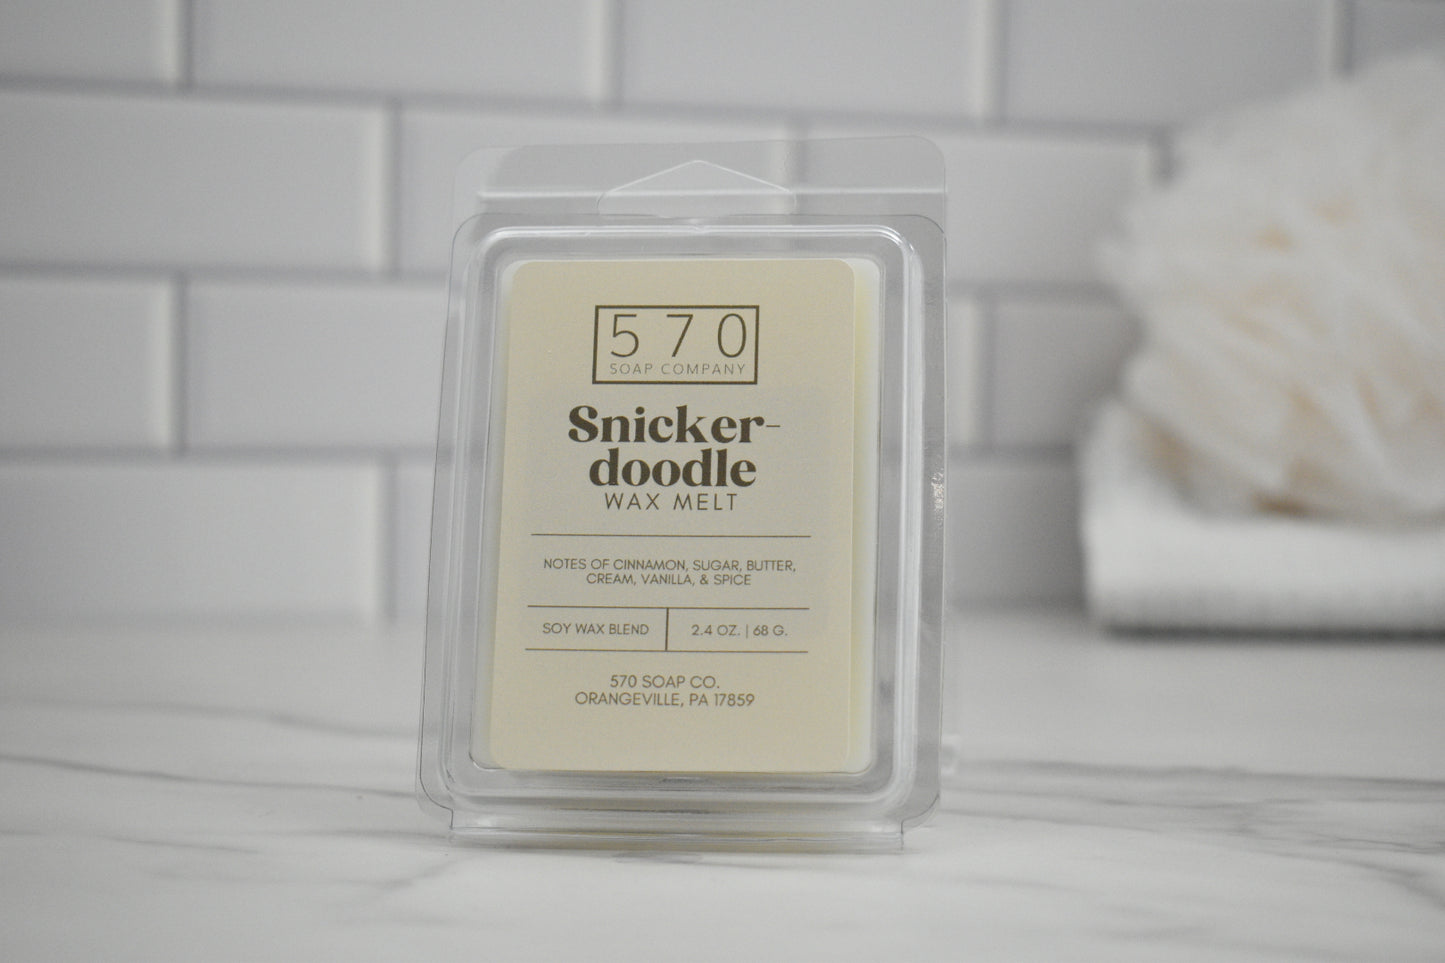 570
SOAP COMPANY
Snicker-
doodle
WAX MELT
NOTES OF CINNAMON, SUGAR, BUTTER,
CREAM, VANILLA, & SPICE
SOY WAX BLEND | 2.4 OZ. | 68 G.
570 SOAP CO.
ORANGEVILLE, PA 17859